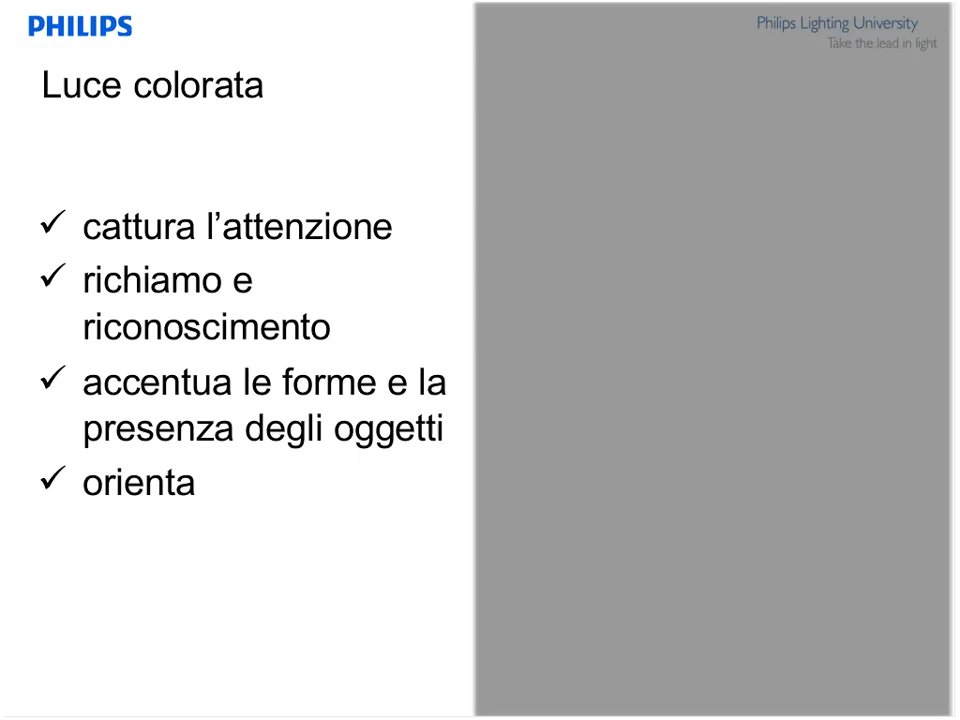 PHILIPS
Philips Lighting University
Take the lead in light
Luce colorata
✓ cattura l’attenzione
✓ richiamo e
riconoscimento
✓ accentua le forme e la
presenza degli oggetti
✓ orienta